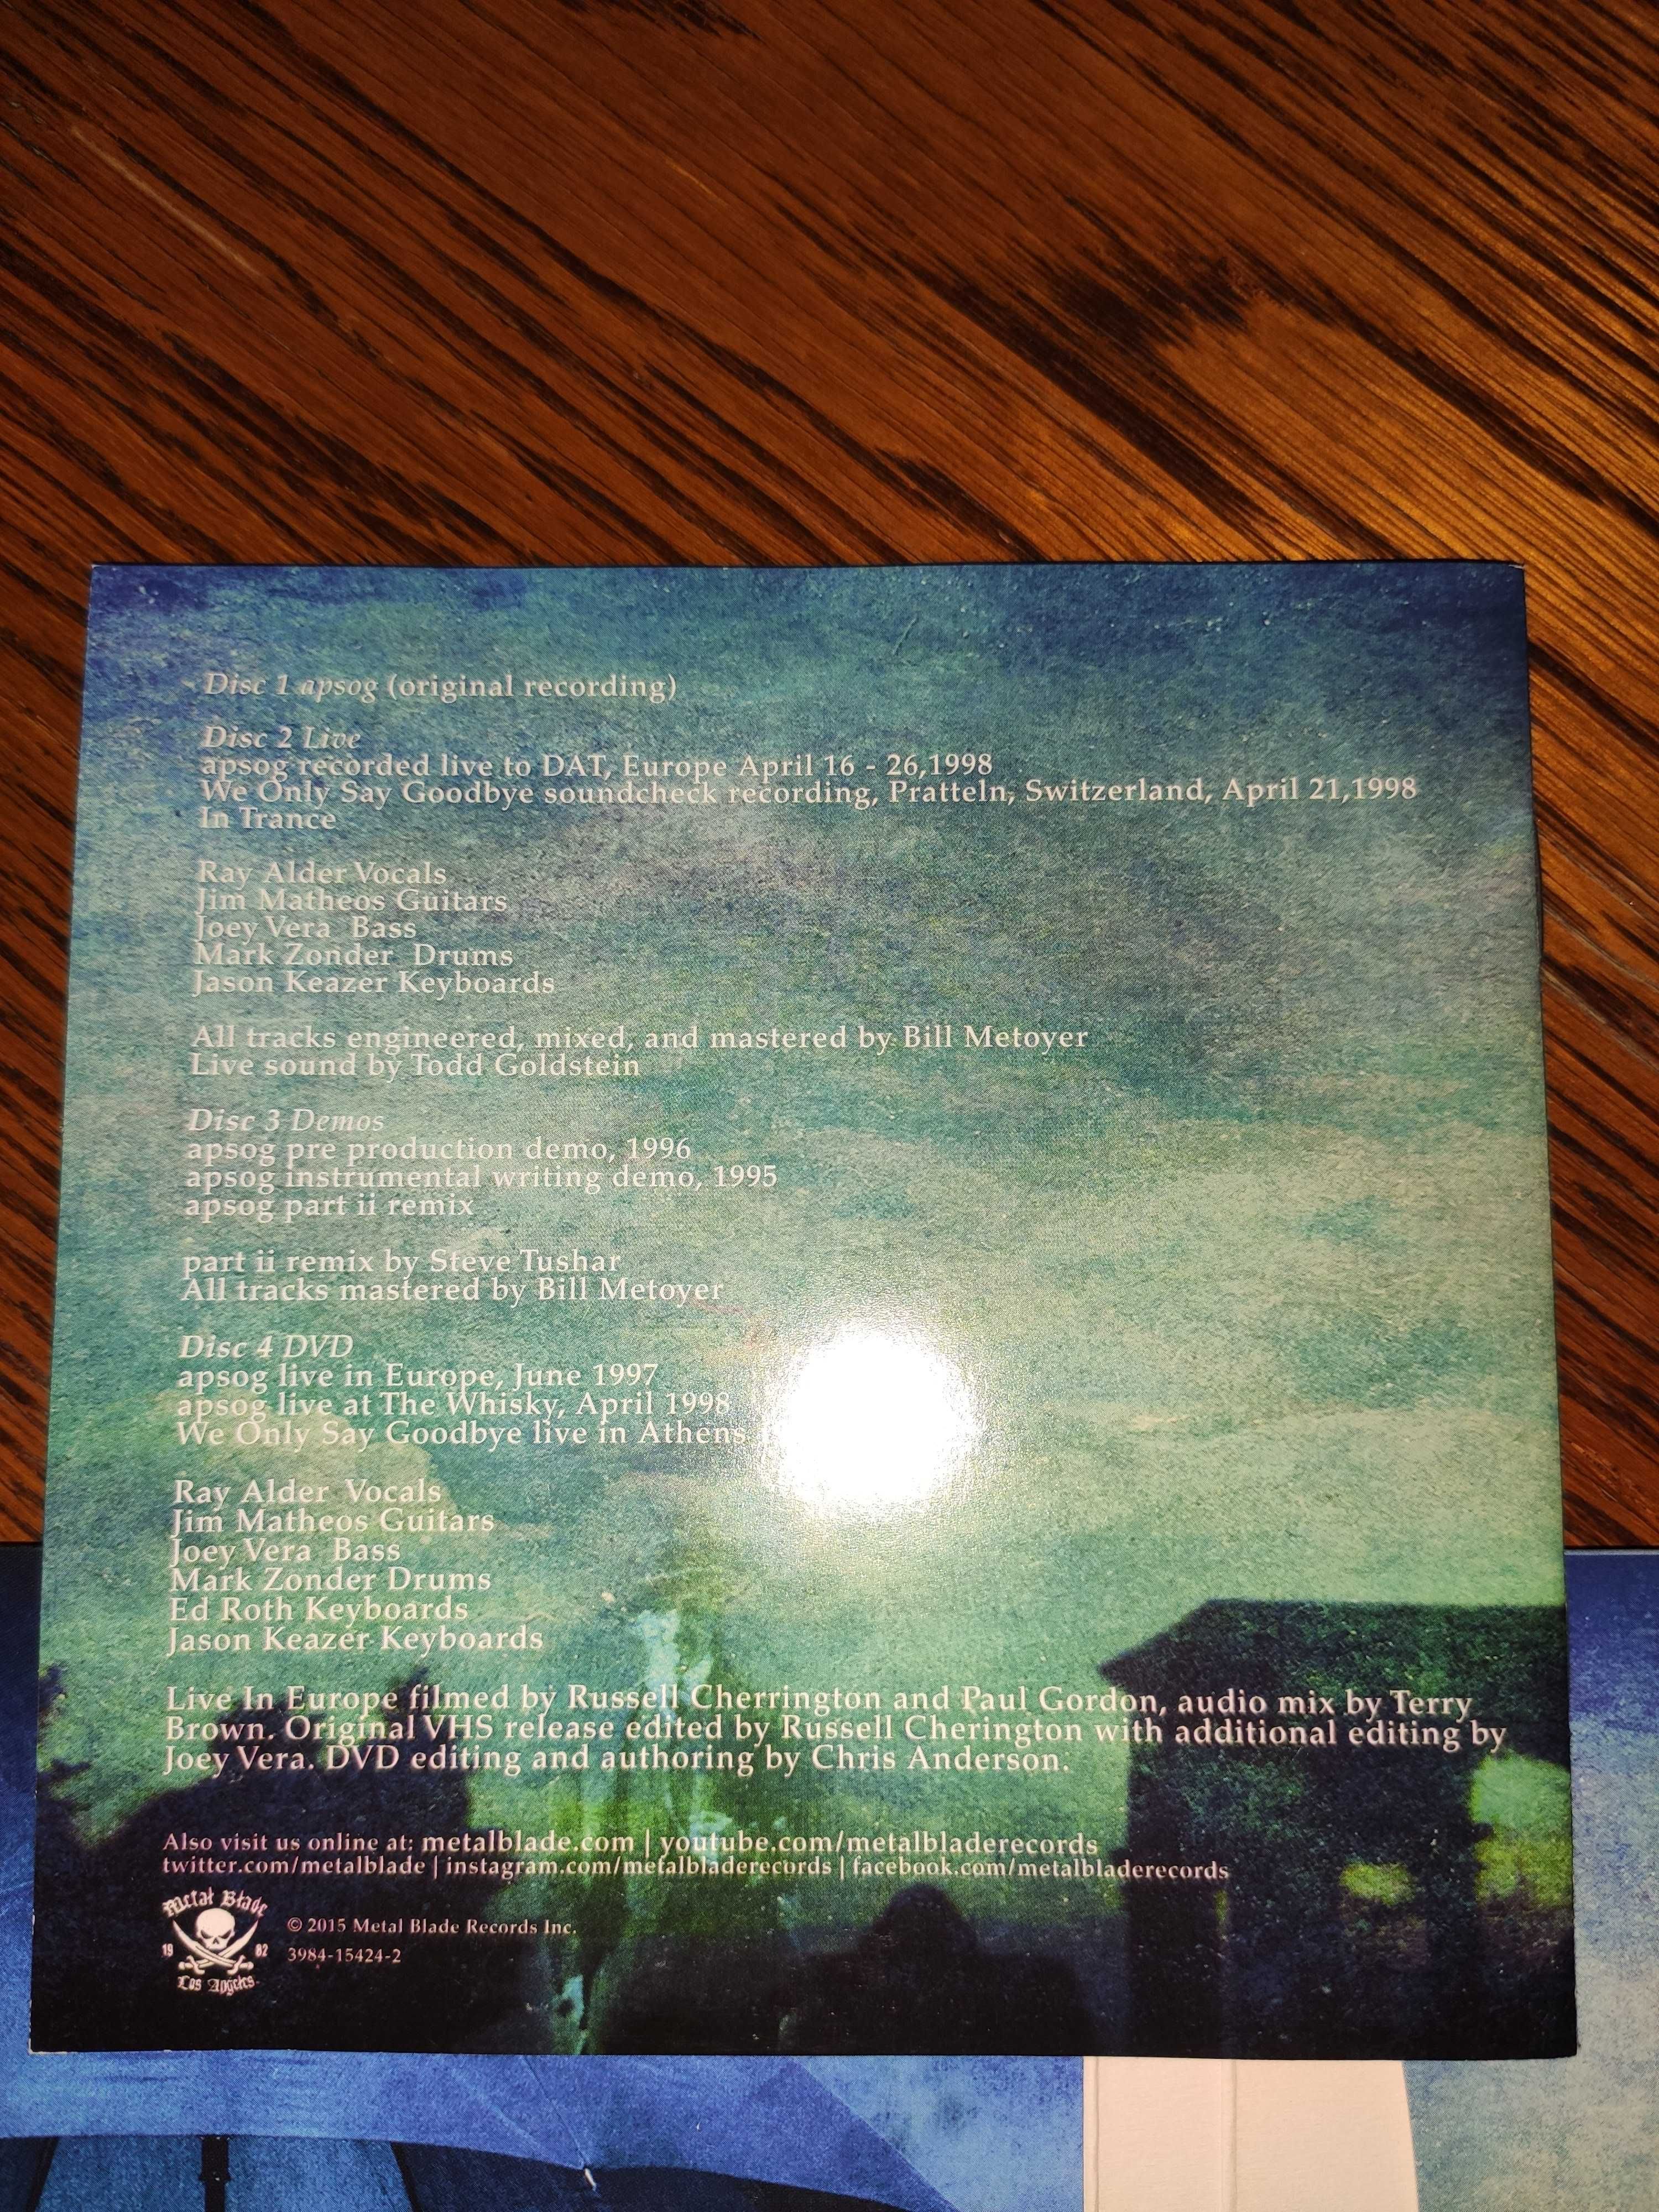 Disc 1 apsog (original recording)
Disc 2 Live
apsog recorded live to DAT, Europe April 16 - 26,1998
We Only Say Goodbye soundcheck recording, Pratteln, Switzerland, April 21,1998
In Trance
Ray Alder Vocals
Jim Matheos Guitars
Joey Vera Bass
Mark Zonder Drums
Jason Keazer Keyboards
All tracks engineered, mixed, and mastered by Bill Metoyer
Live sound by Todd Goldstein
Disc 3 Demos
apsog pre production demo, 1996
apsog instrumental writing demo, 1995
apsog part ii remix
part ii remix by Steve Tushar
All tracks mastered by Bill Metoyer
Disc 4 DVD
apsog live in Europe, June 1997
apsog live at The Whisky, April 1998
We Only Say Goodbye live in Athens
Ray Alder Vocals
Jim Matheos Guitars
Joey Vera Bass
Mark Zonder Drums
Ed Roth Keyboards
Jason Keazer Keyboards
Live In Europe filmed by Russell Cherrington and Paul Gordon, audio mix by Terry
Brown. Original VHS release edited by Russell Cherington with additional editing by
Joey Vera. DVD editing and authoring by Chris Anderson.
Also visit us online at: metalblade.com | youtube.com/metalbladerecords
twitter.com/metalblade | instagram.com/metalbladerecords | facebook.com/metalbladerecords
Metal Blade
19 82
Los Angeles
© 2015 Metal Blade Records Inc.
3984-15424-2